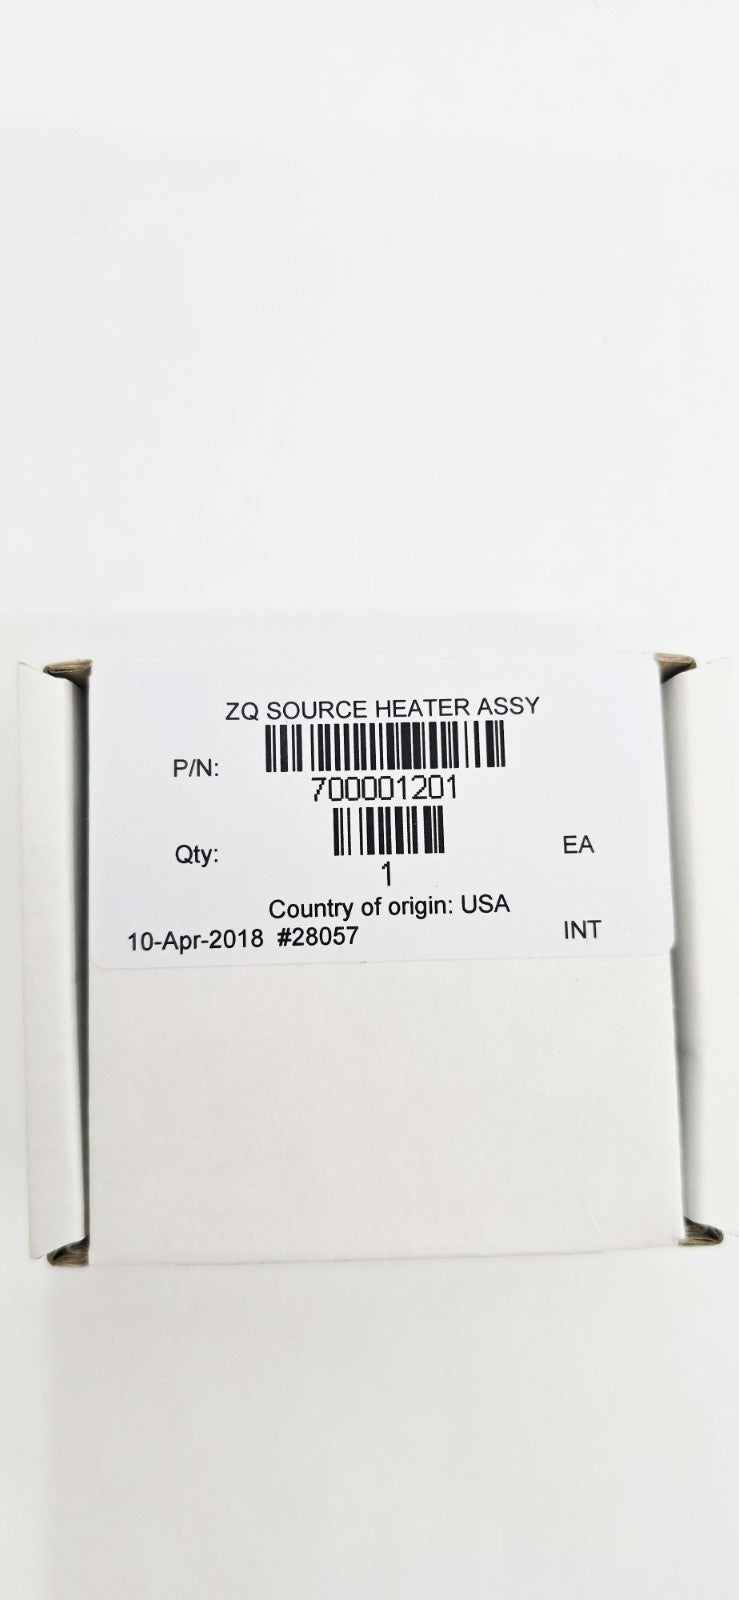 ZQ SOURCE HEATER ASSY
P/N:
700001201
Qty: EA
1
Country of origin: USA
10-Apr-2018 #28057 INT